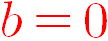 b = 0